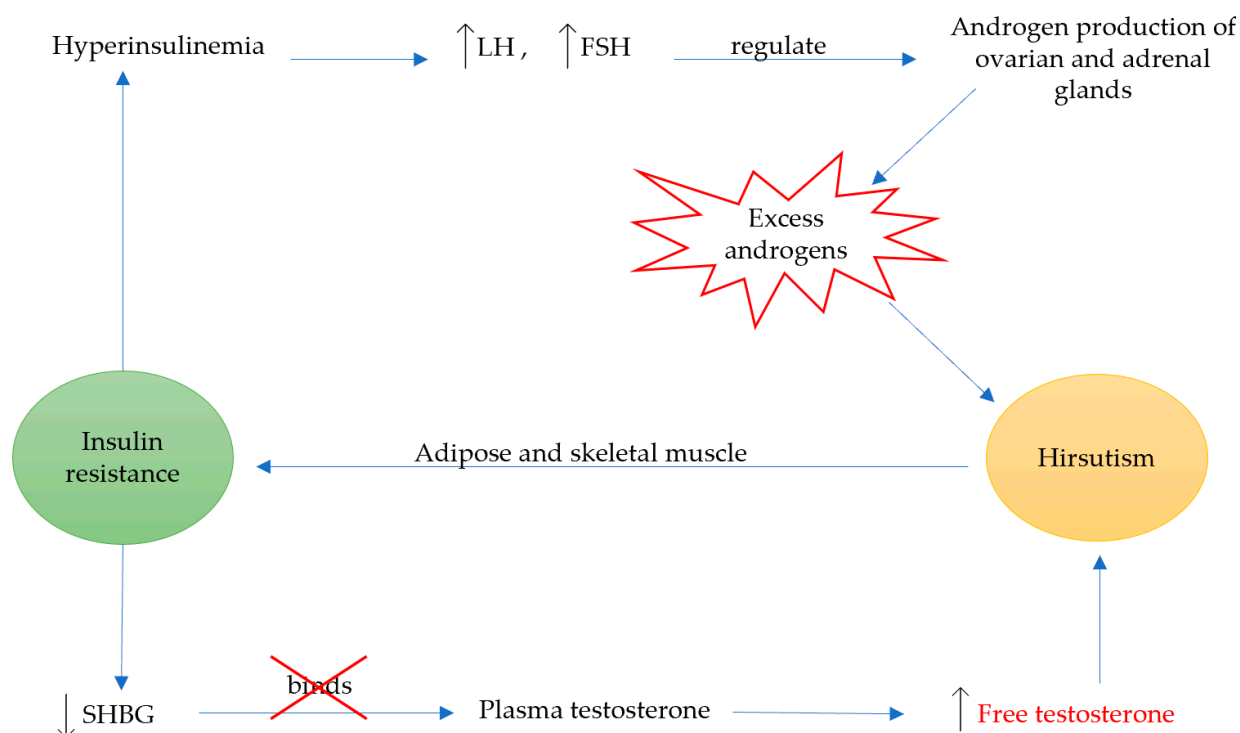 Hyperinsulinemia
↑LH , ↑FSH
regulate
Androgen production of
ovarian and adrenal
glands
Excess
androgens
Insulin
resistance
Adipose and skeletal muscle
Hirsutism
↓ SHBG
binds
Plasma testosterone
↑ Free testosterone